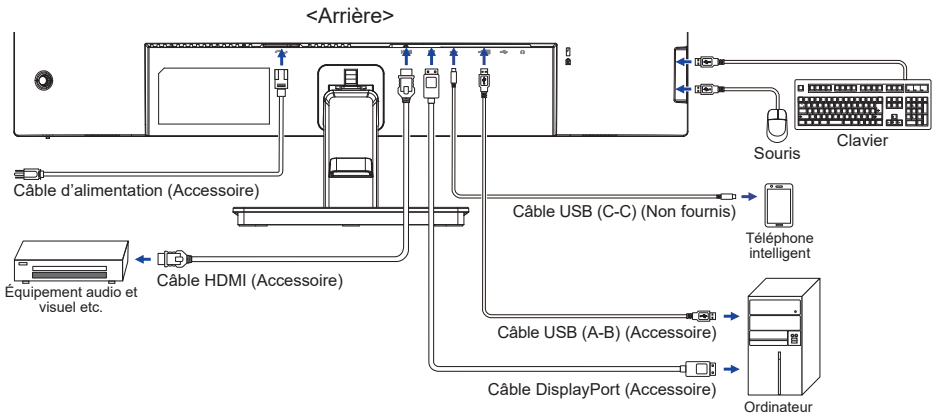 <Arrière>
Souris
Clavier
Câble d’alimentation (Accessoire)
Câble USB (C-C) (Non fournis)
Téléphone
intelligent
Câble HDMI (Accessoire)
Équipement audio et
visuel etc.
Câble USB (A-B) (Accessoire)
Câble DisplayPort (Accessoire)
Ordinateur